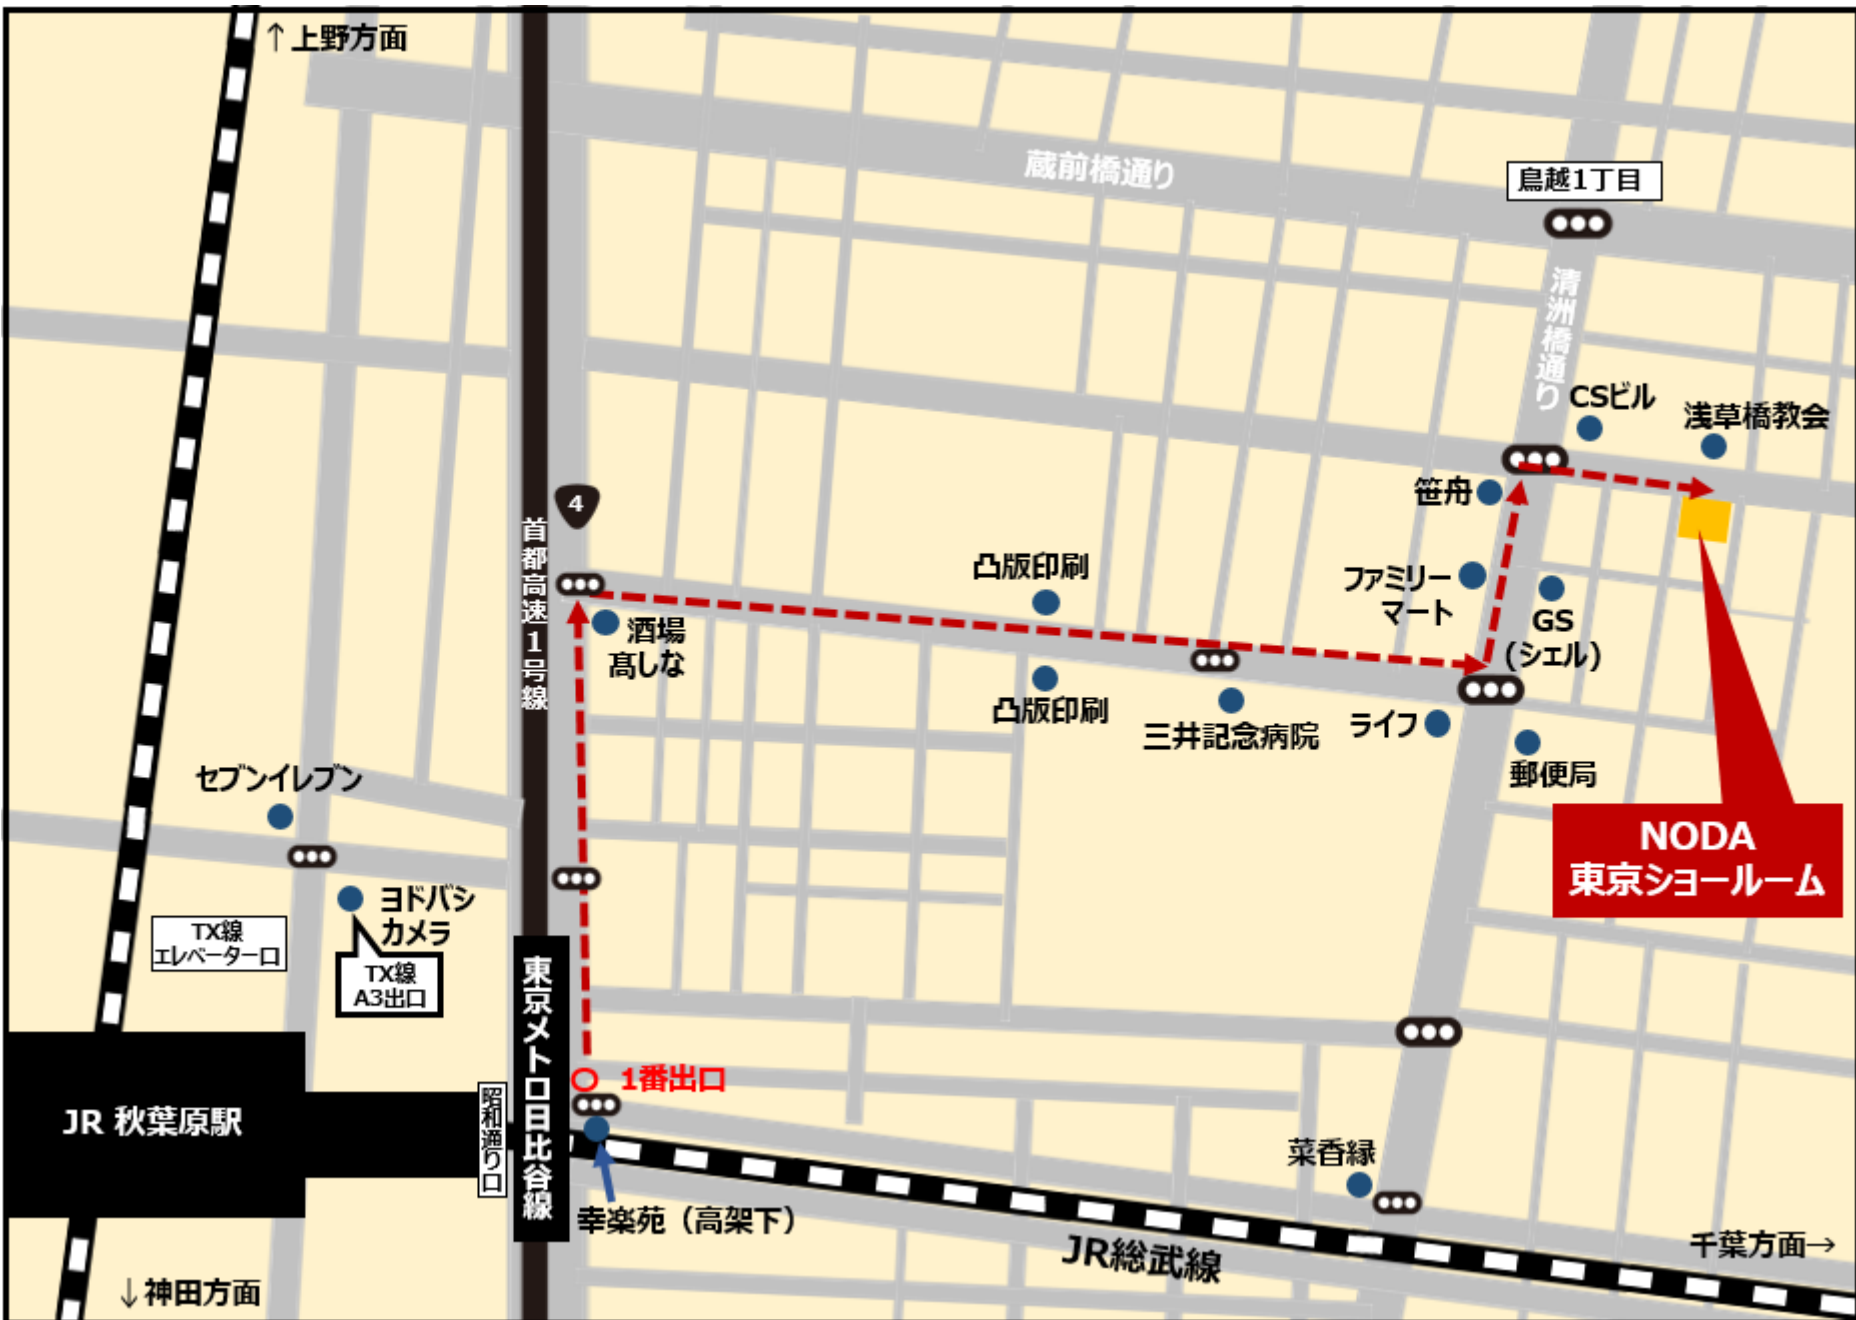 ↑上野方面
蔵前橋通り
鳥越1丁目
清洲橋通り
CSビル
浅草橋教会
笹舟
4
首都高速1号線
凸版印刷
ファミリー
マート
GS
(シェル)
酒場
髙しな
凸版印刷
三井記念病院
ライフ
郵便局
セブンイレブン
NODA
東京ショールーム
ヨドバシ
カメラ
TX線
エレベーター口
TX線
A3出口
東京メトロ日比谷線
1番出口
JR 秋葉原駅
昭和通り口
菜香縁
幸楽苑（高架下）
JR総武線
千葉方面→
↓神田方面